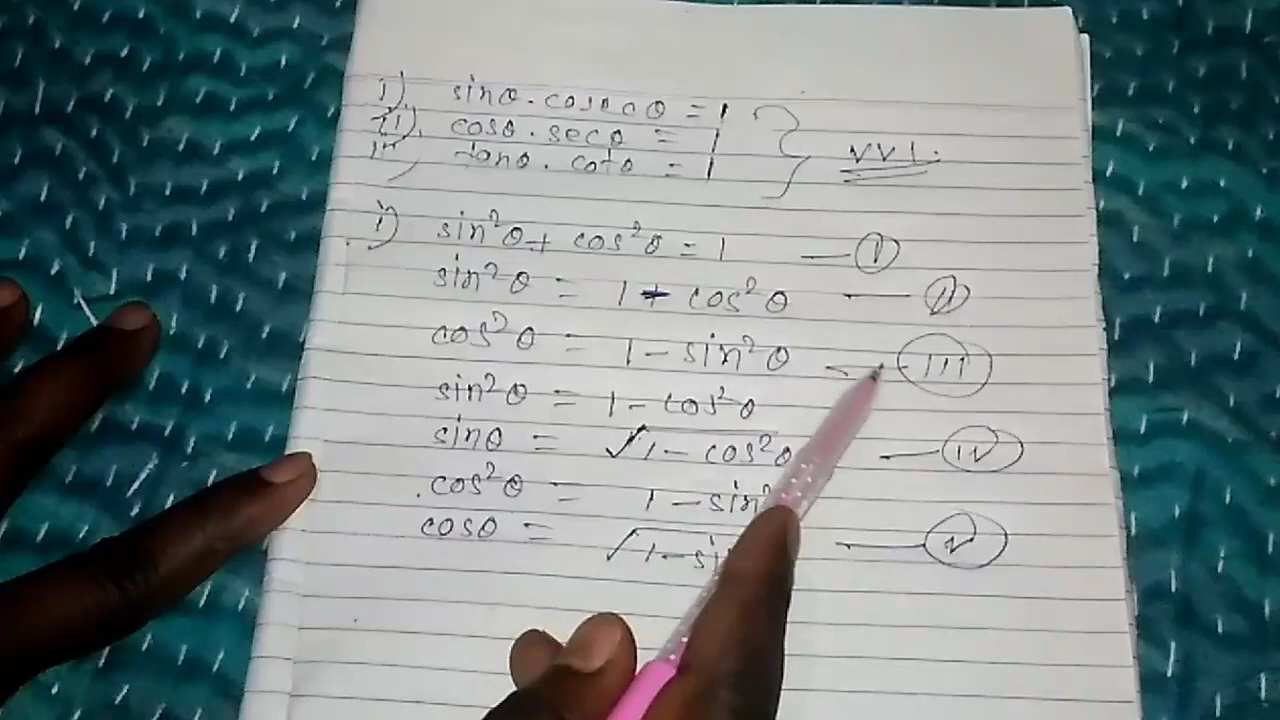 i) sinθ . cosecθ = 1
ii) cosθ . secθ = 1
iii) tanθ . cotθ = 1
VVI.
i) sin²θ + cos²θ = 1 — (I)
sin²θ = 1 - cos²θ — (II)
cos²θ = 1 - sin²θ — (III)
sin²θ = 1 - cos²θ
sinθ = √1 - cos²θ — (IV)
cos²θ = 1 - sin²
cosθ = √1 - si — (V)